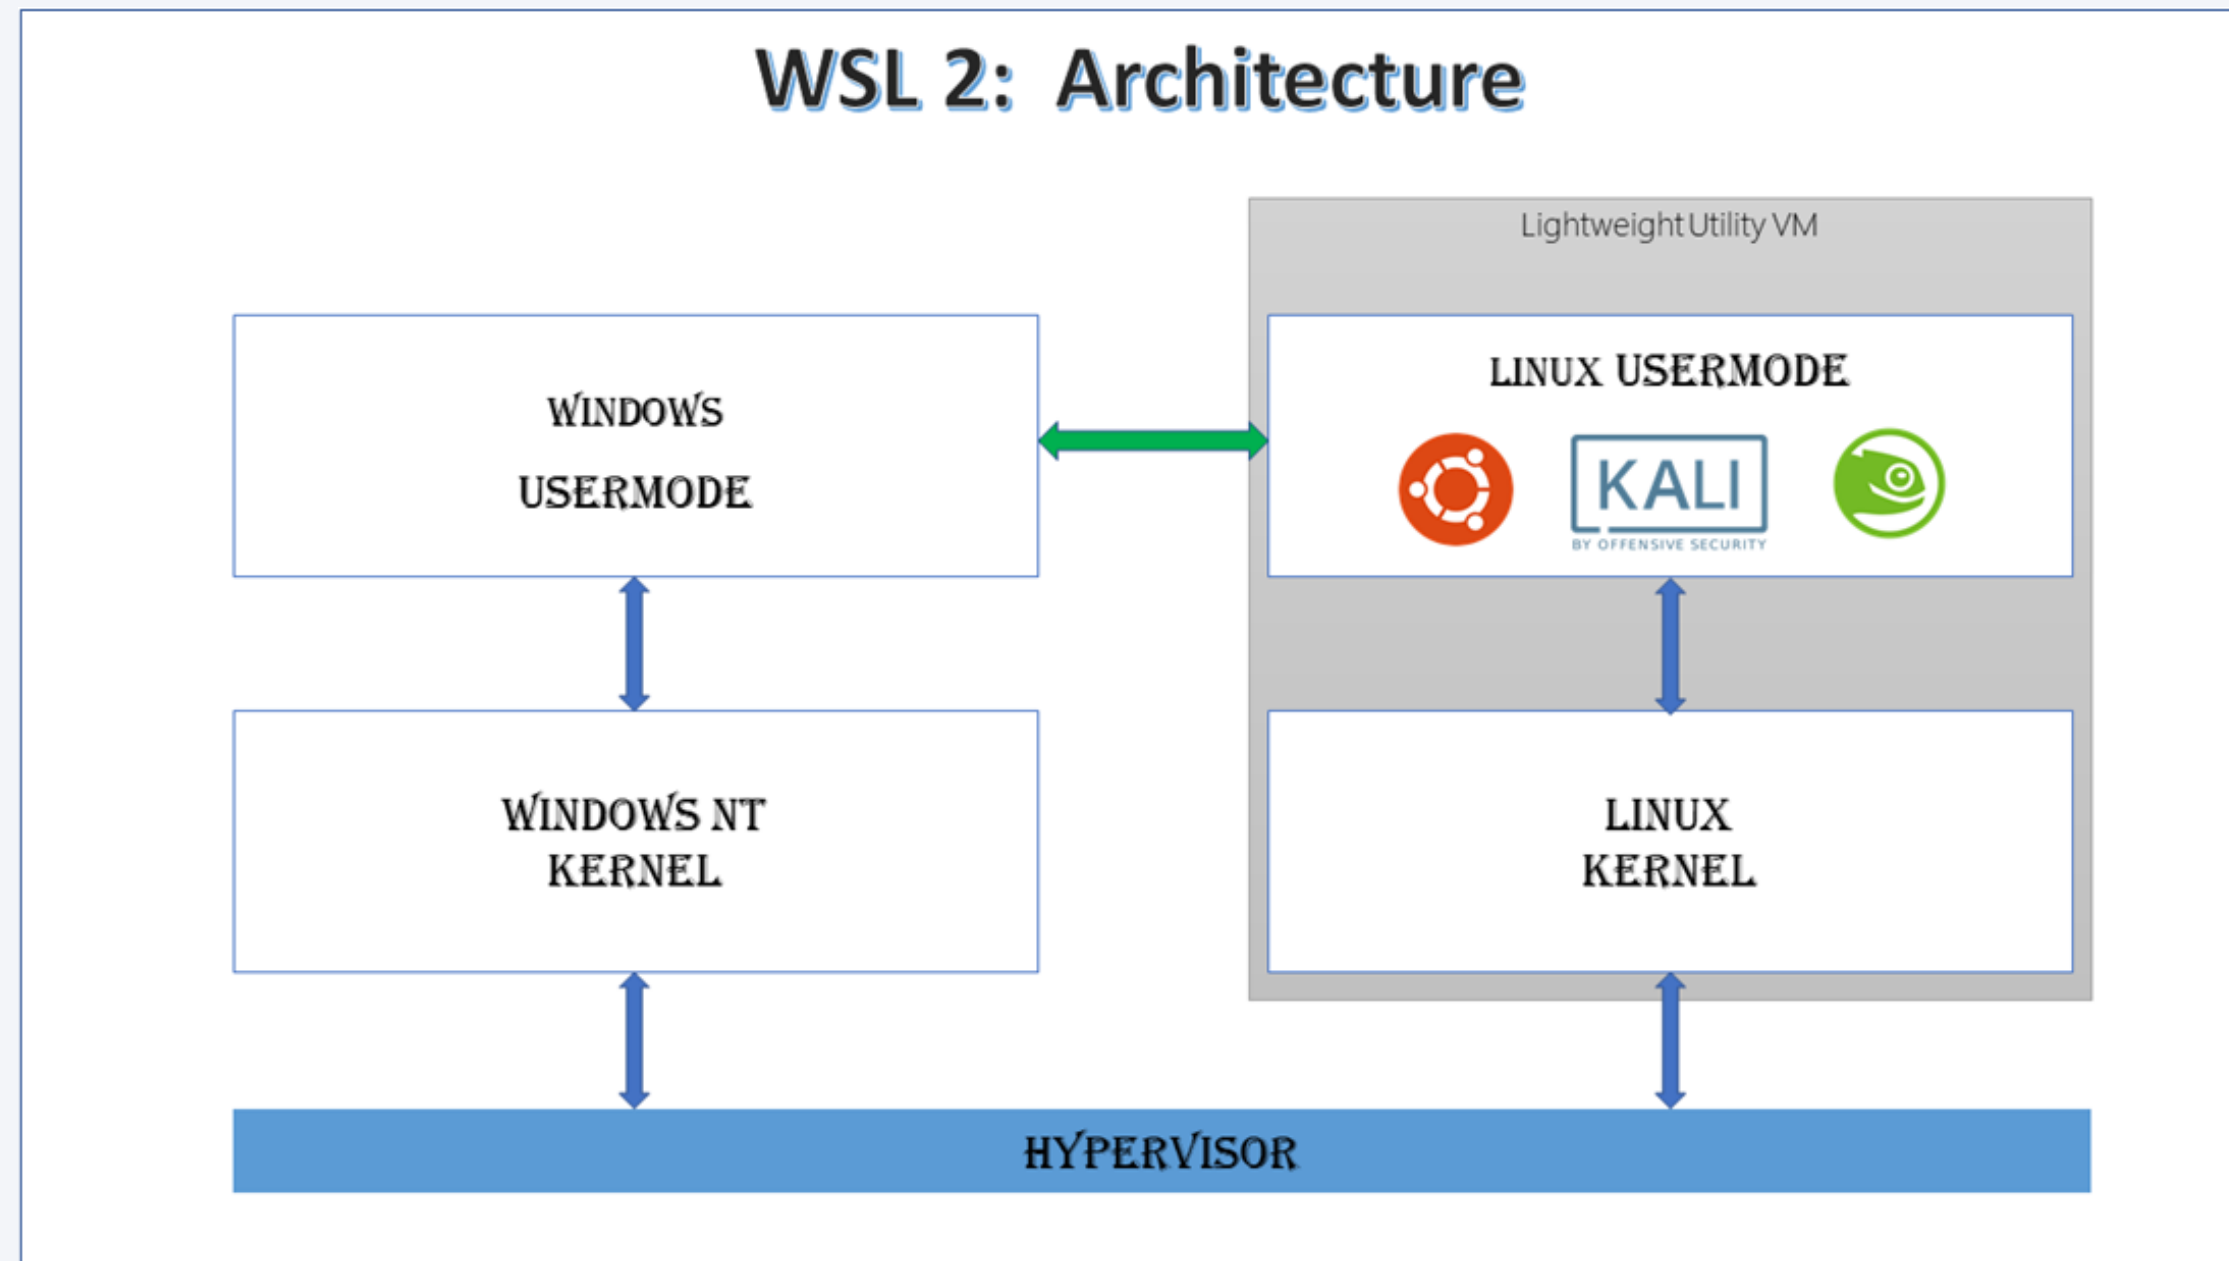 WSL 2: Architecture
Lightweight Utility VM
WINDOWS
USERMODE
LINUX USERMODE
KALI
BY OFFENSIVE SECURITY
WINDOWS NT
KERNEL
LINUX
KERNEL
HYPERVISOR